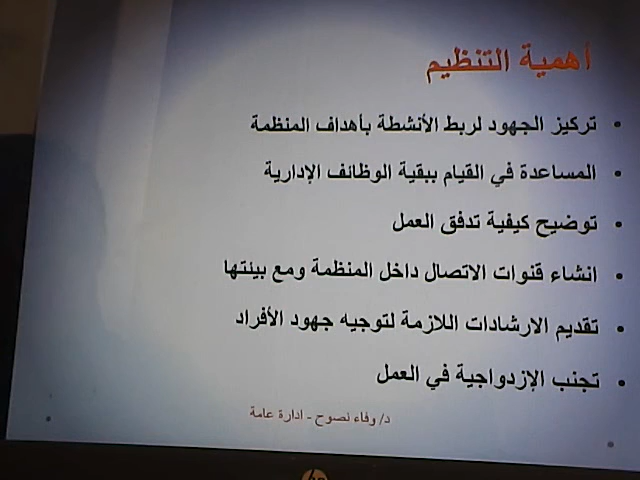 أهمية التنظيم
• تركيز الجهود لربط الأنشطة بأهداف المنظمة
• المساعدة في القيام ببقية الوظائف الإدارية
• توضيح كيفية تدفق العمل
• انشاء قنوات الاتصال داخل المنظمة ومع بيئتها
• تقديم الارشادات اللازمة لتوجيه جهود الأفراد
• تجنب الإزدواجية في العمل
د/ وفاء نصوح - ادارة عامة
hp